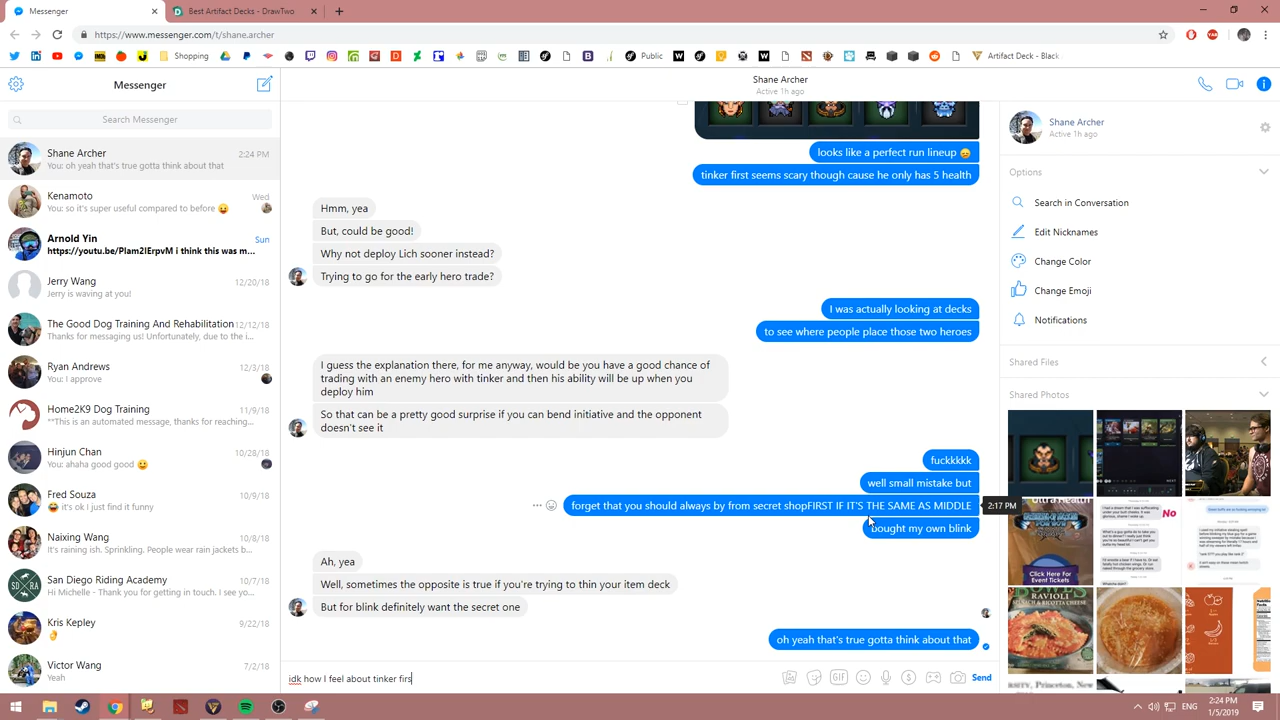 Messenger
Best Artifact Decks - DrawTwo
https://www.messenger.com/t/shane.archer
Shopping
Public
Artifact Deck - Black
Messenger
Search Messenger
Shane Archer
2:24 PM
You: oh yeah that's true gotta think about that
Kenamoto
Wed
You: so it's super useful compared to before
Arnold Yin
Sun
https://youtu.be/PIam2IErpvM i think this was m...
Jerry Wang
12/20/18
Jerry is waving at you!
The Good Dog Training And Rehabilitation
12/12/18
Thanks for messaging us! Unfortunately, due to the i...
Ryan Andrews
12/3/18
You: I approve
Home2K9 Dog Training
11/9/18
**This is an automated message, thanks for reaching...
Hinjun Chan
10/28/18
You: ahaha good good
Fred Souza
10/9/18
it's ok I just find it funny
Naixing Wang
10/8/18
It's raining ish. Sprinkling. People wear rain jackets b...
San Diego Riding Academy
10/7/18
Hi Michelle - Thank you for getting in touch. I see yo...
Kris Kepley
9/22/18
Victor Wang
7/2/18
Yeah
Shane Archer
Active 1h ago
looks like a perfect run lineup
tinker first seems scary though cause he only has 5 health
Hmm, yea
But, could be good!
Why not deploy Lich sooner instead?
Trying to go for the early hero trade?
I was actually looking at decks
to see where people place those two heroes
I guess the explanation there, for me anyway, would be you have a good chance of
trading with an enemy hero with tinker and then his ability will be up when you
deploy him
So that can be a pretty good surprise if you can bend initiative and the opponent
doesn't see it
fuckkkkk
well small mistake but
forget that you should always by from secret shopFIRST IF IT'S THE SAME AS MIDDLE
2:17 PM
bought my own blink
Ah, yea
Well, sometimes the opposite is true if you're trying to thin your item deck
But for blink definitely want the secret one
oh yeah that's true gotta think about that
idk how I feel about tinker firs
GIF
Send
Shane Archer
Active 1h ago
Options
Search in Conversation
Edit Nicknames
Change Color
Change Emoji
Notifications
Shared Files
Shared Photos
Click Here For
Event Tickets
No
RAVIOLI
SPINACH & RICOTTA CHEESE
ENG
2:24 PM
1/5/2019